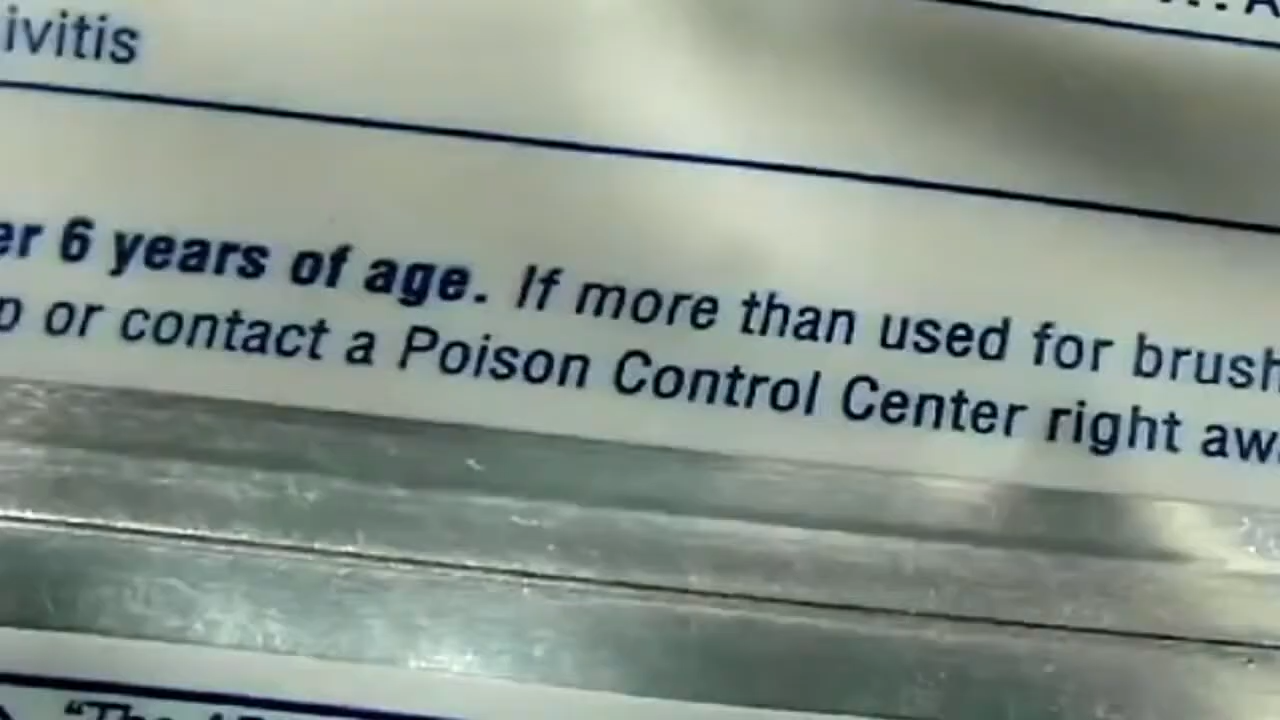 ivitis
er 6 years of age. If more than used for brush
p or contact a Poison Control Center right aw
"The